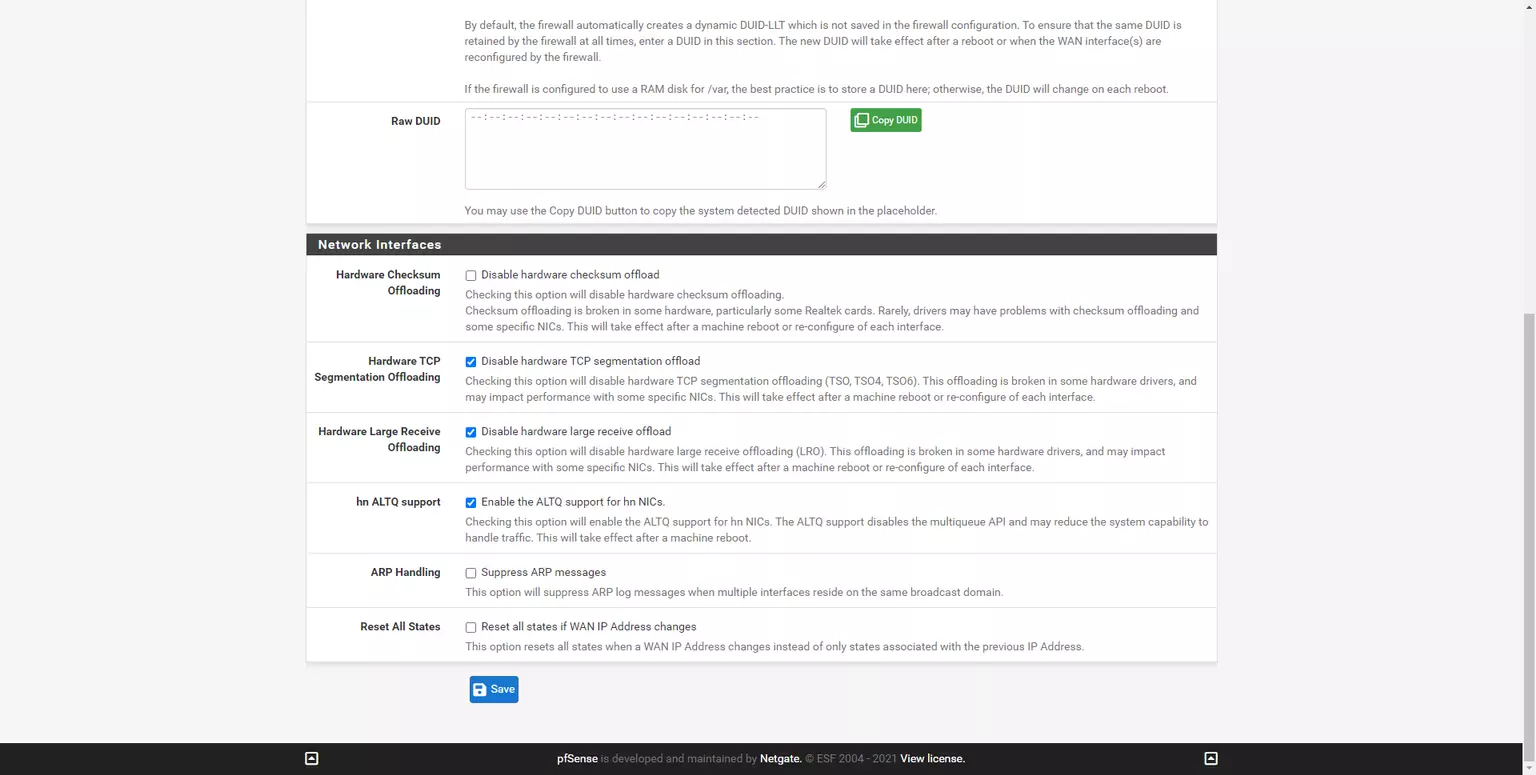 By default, the firewall automatically creates a dynamic DUID-LLT which is not saved in the firewall configuration. To ensure that the same DUID is
retained by the firewall at all times, enter a DUID in this section. The new DUID will take effect after a reboot or when the WAN interface(s) are
reconfigured by the firewall.
If the firewall is configured to use a RAM disk for /var, the best practice is to store a DUID here; otherwise, the DUID will change on each reboot.
Raw DUID
--:--:--:--:--:--:--:--:--:--:--:--:--:--:--:--
Copy DUID
You may use the Copy DUID button to copy the system detected DUID shown in the placeholder.
Network Interfaces
Hardware Checksum
Offloading
Disable hardware checksum offload
Checking this option will disable hardware checksum offloading.
Checksum offloading is broken in some hardware, particularly some Realtek cards. Rarely, drivers may have problems with checksum offloading and
some specific NICs. This will take effect after a machine reboot or re-configure of each interface.
Hardware TCP
Segmentation Offloading
Disable hardware TCP segmentation offload
Checking this option will disable hardware TCP segmentation offloading (TSO, TSO4, TSO6). This offloading is broken in some hardware drivers, and
may impact performance with some specific NICs. This will take effect after a machine reboot or re-configure of each interface.
Hardware Large Receive
Offloading
Disable hardware large receive offload
Checking this option will disable hardware large receive offloading (LRO). This offloading is broken in some hardware drivers, and may impact
performance with some specific NICs. This will take effect after a machine reboot or re-configure of each interface.
hn ALTQ support
Enable the ALTQ support for hn NICs.
Checking this option will enable the ALTQ support for hn NICs. The ALTQ support disables the multiqueue API and may reduce the system capability to
handle traffic. This will take effect after a machine reboot.
ARP Handling
Suppress ARP messages
This option will suppress ARP log messages when multiple interfaces reside on the same broadcast domain.
Reset All States
Reset all states if WAN IP Address changes
This option resets all states when a WAN IP Address changes instead of only states associated with the previous IP Address.
Save
pfSense is developed and maintained by Netgate. © ESF 2004 - 2021 View license.